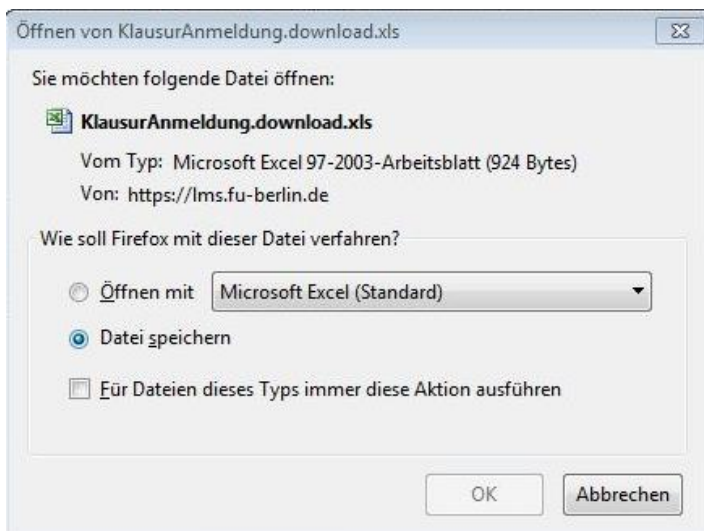 Öffnen von KlausurAnmeldung.download.xls
Sie möchten folgende Datei öffnen:
KlausurAnmeldung.download.xls
Vom Typ: Microsoft Excel 97-2003-Arbeitsblatt (924 Bytes)
Von: https://lms.fu-berlin.de
Wie soll Firefox mit dieser Datei verfahren?
Öffnen mit Microsoft Excel (Standard)
Datei speichern
Für Dateien dieses Typs immer diese Aktion ausführen
OK Abbrechen